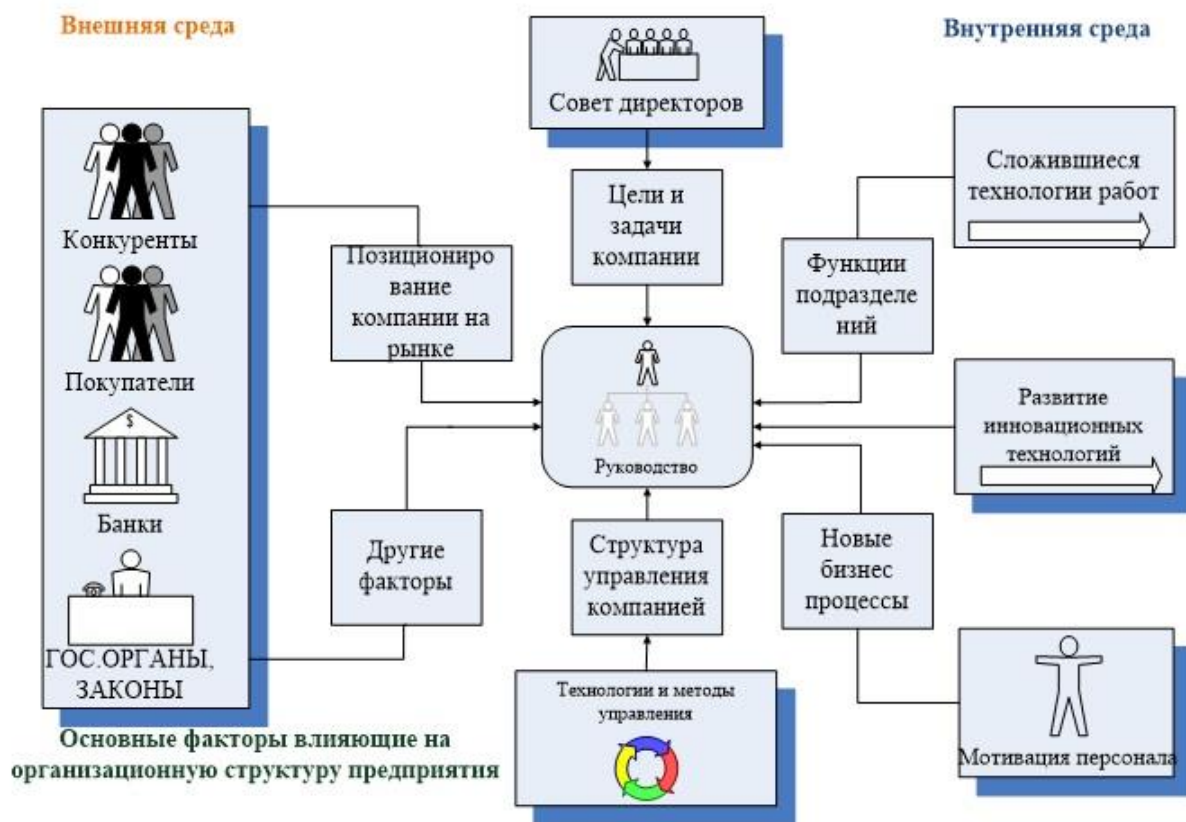 Внешняя среда
Внутренняя среда
Совет директоров
Конкуренты
Покупатели
$
Банки
ГОС.ОРГАНЫ,
ЗАКОНЫ
Позициониро
вание
компании на
рынке
Другие
факторы
Цели и
задачи
компании
Руководство
Структура
управления
компанией
Технологии и методы
управления
Функции
подразделе
ний
Новые
бизнес
процессы
Сложившиеся
технологии работ
Развитие
инновационных
технологий
Мотивация персонала
Основные факторы влияющие на
организационную структуру предприятия